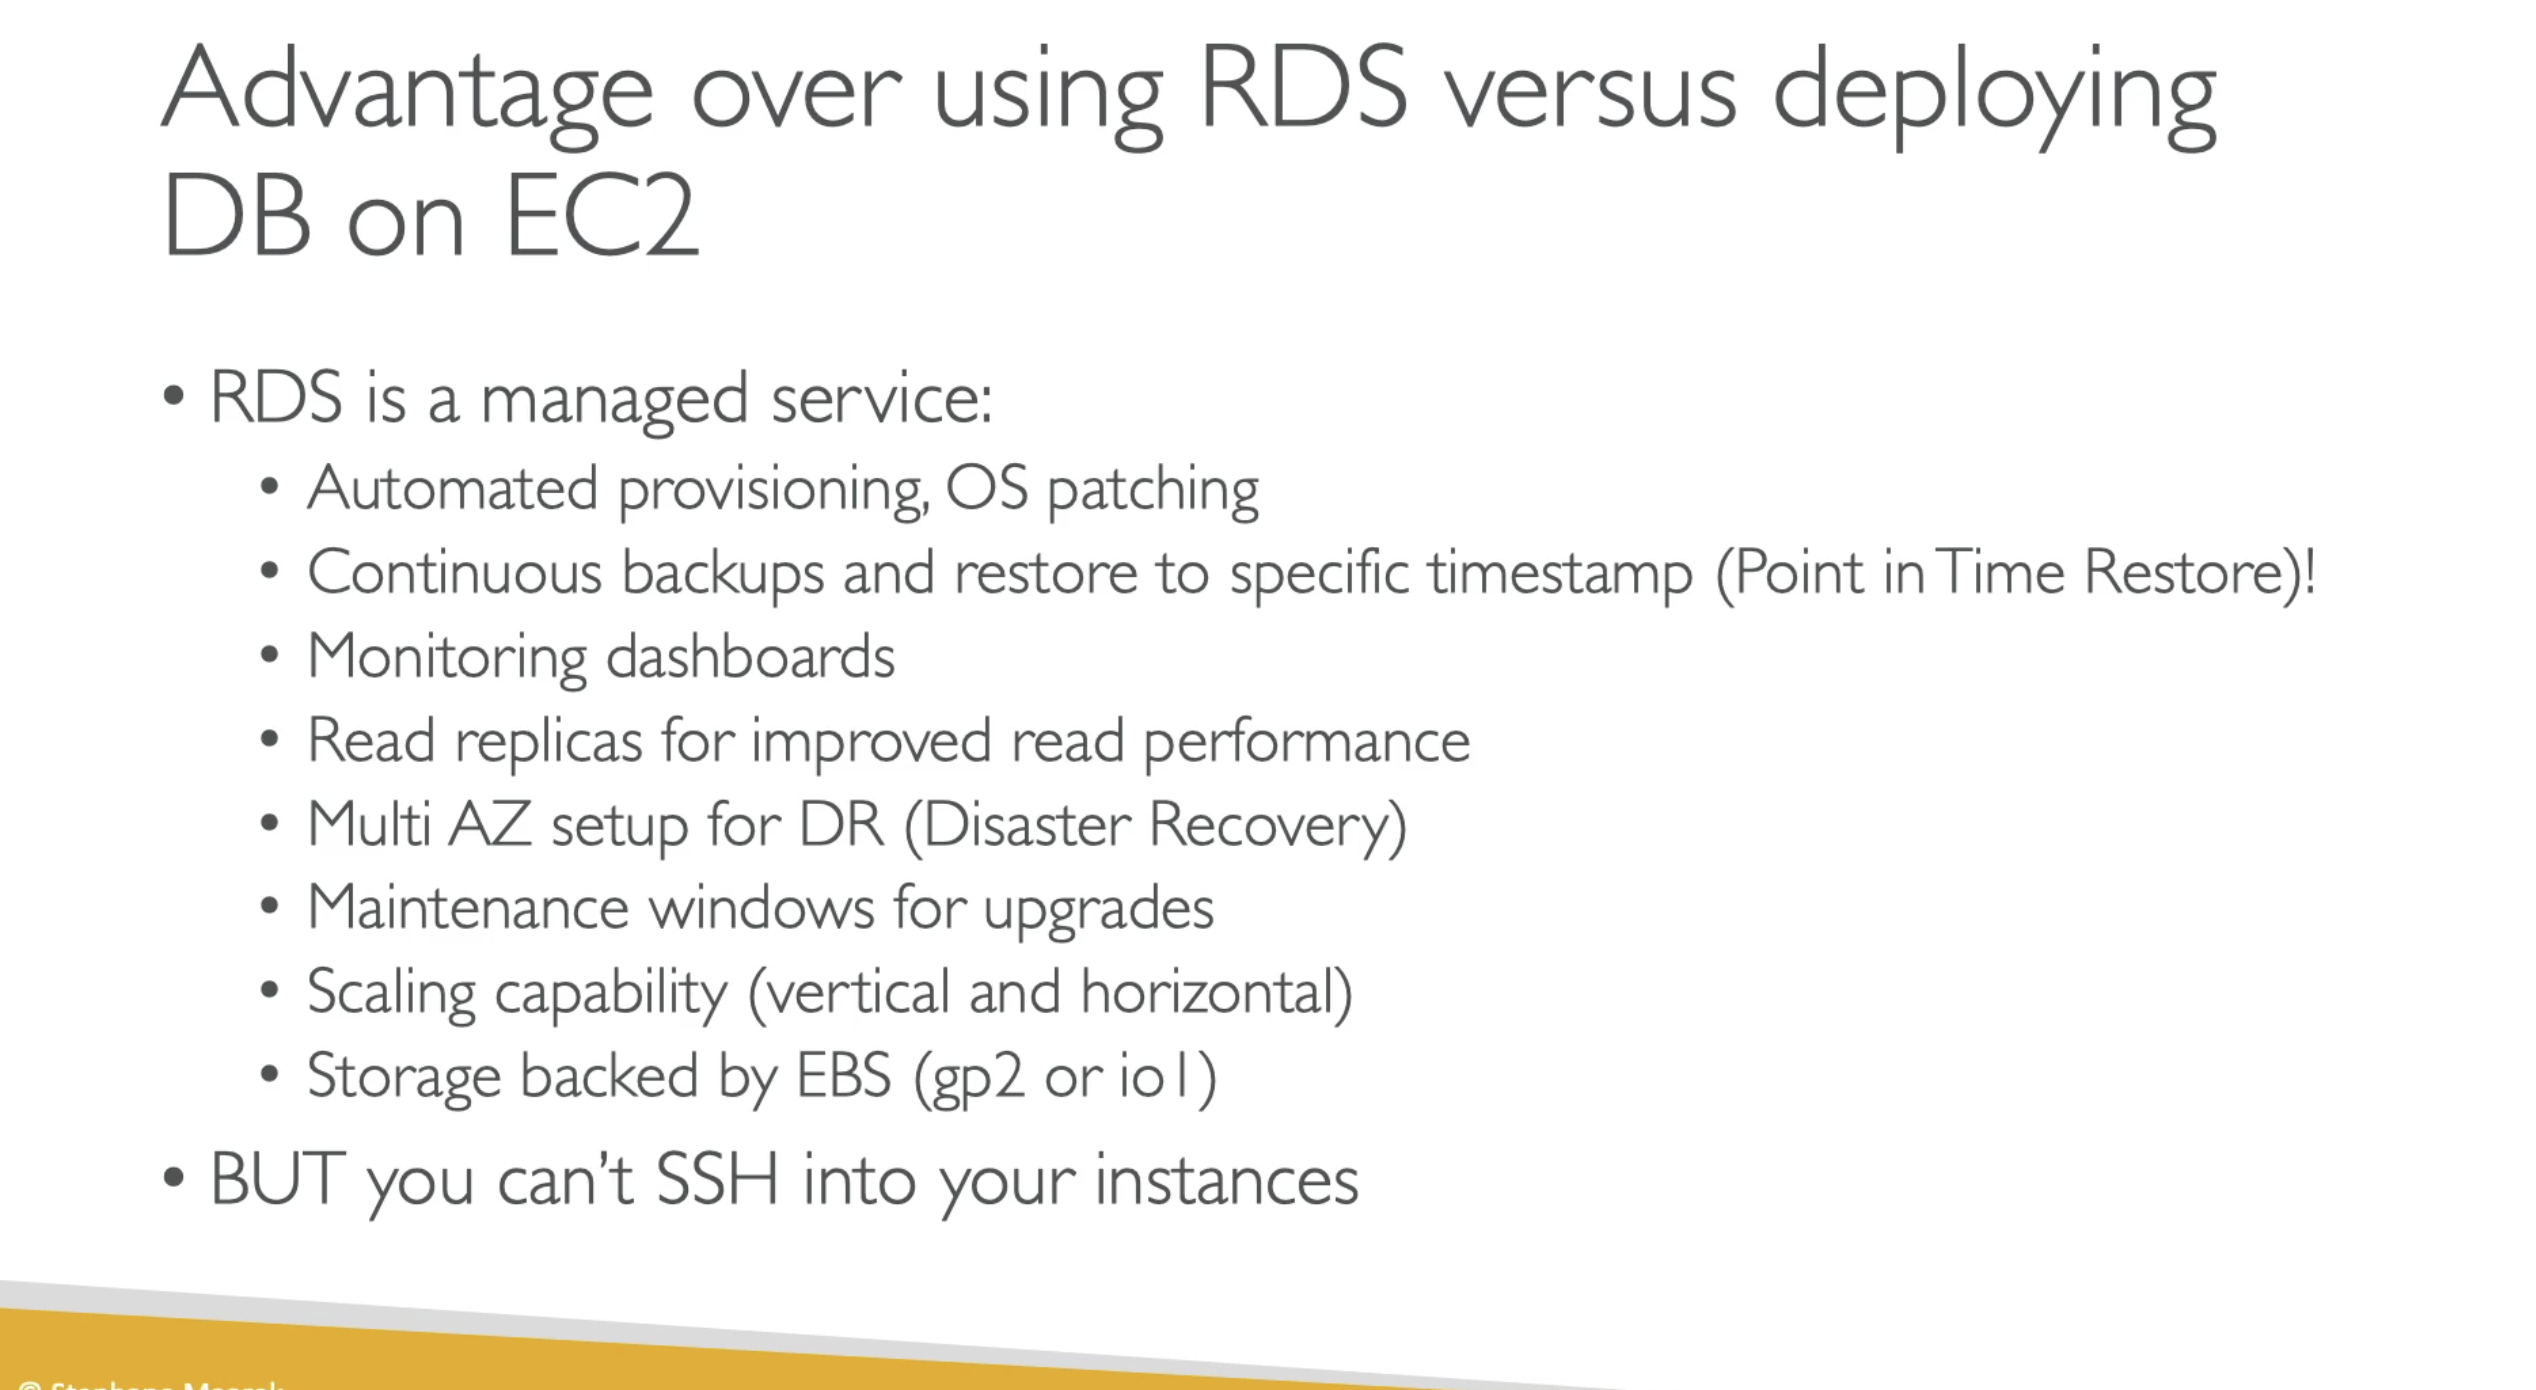 Advantage over using RDS versus deploying
DB on EC2
• RDS is a managed service:
• Automated provisioning, OS patching
• Continuous backups and restore to specific timestamp (Point in Time Restore)!
• Monitoring dashboards
• Read replicas for improved read performance
• Multi AZ setup for DR (Disaster Recovery)
• Maintenance windows for upgrades
• Scaling capability (vertical and horizontal)
• Storage backed by EBS (gp2 or io1)
• BUT you can't SSH into your instances
© Stephane Maarek